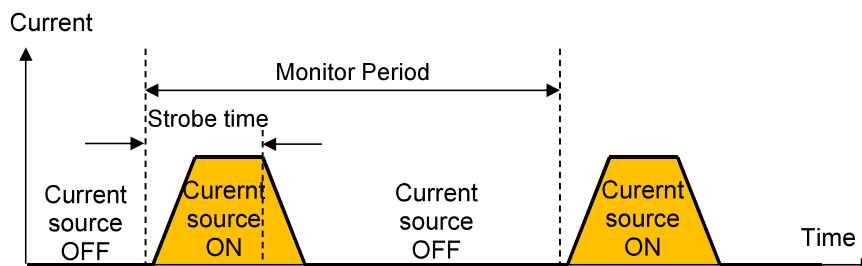 Current
Monitor Period
Strobe time
Current
source
OFF
Curernt
source
ON
Current
source
OFF
Curernt
source
ON
Time